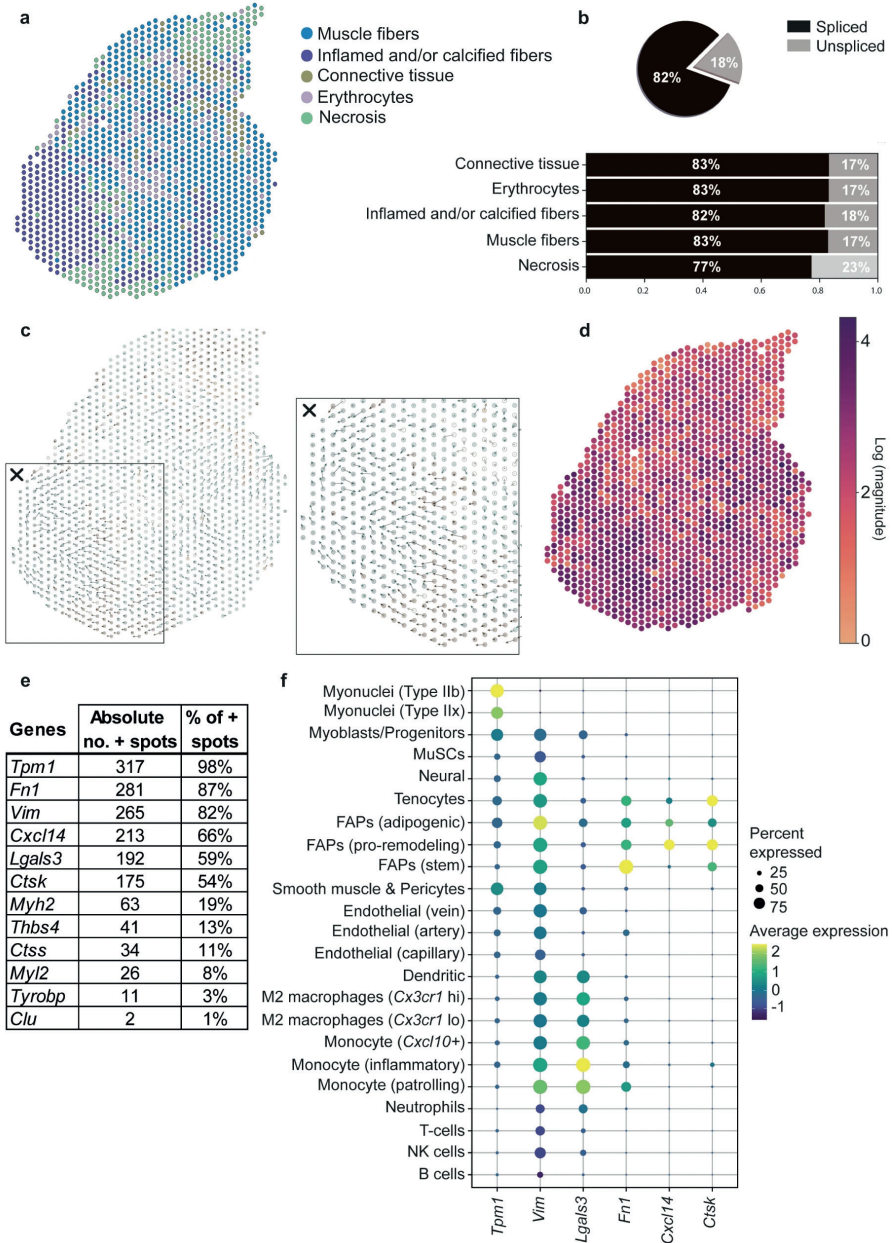 a
Muscle fibers
Inflamed and/or calcified fibers
Connective tissue
Erythrocytes
Necrosis
b
82%
18%
Spliced
Unspliced
Connective tissue 83% 17%
Erythrocytes 83% 17%
Inflamed and/or calcified fibers 82% 18%
Muscle fibers 83% 17%
Necrosis 77% 23%
0.0 0.2 0.4 0.6 0.8 1.0
c
d
4
2
0
Log (magnitude)
e
Genes Absolute no. + spots % of + spots
Tpm1 317 98%
Fn1 281 87%
Vim 265 82%
Cxcl14 213 66%
Lgals3 192 59%
Ctsk 175 54%
Myh2 63 19%
Thbs4 41 13%
Ctss 34 11%
Myl2 26 8%
Tyrobp 11 3%
Clu 2 1%
f
Myonuclei (Type IIb)
Myonuclei (Type IIx)
Myoblasts/Progenitors
MuSCs
Neural
Tenocytes
FAPs (adipogenic)
FAPs (pro-remodeling)
FAPs (stem)
Smooth muscle & Pericytes
Endothelial (vein)
Endothelial (artery)
Endothelial (capillary)
Dendritic
M2 macrophages (Cx3cr1 hi)
M2 macrophages (Cx3cr1 lo)
Monocyte (Cxcl10+)
Monocyte (inflammatory)
Monocyte (patrolling)
Neutrophils
T-cells
NK cells
B cells
Tpm1 Vim Lgals3 Fn1 Cxcl14 Ctsk
Percent expressed
25
50
75
Average expression
2
1
0
-1